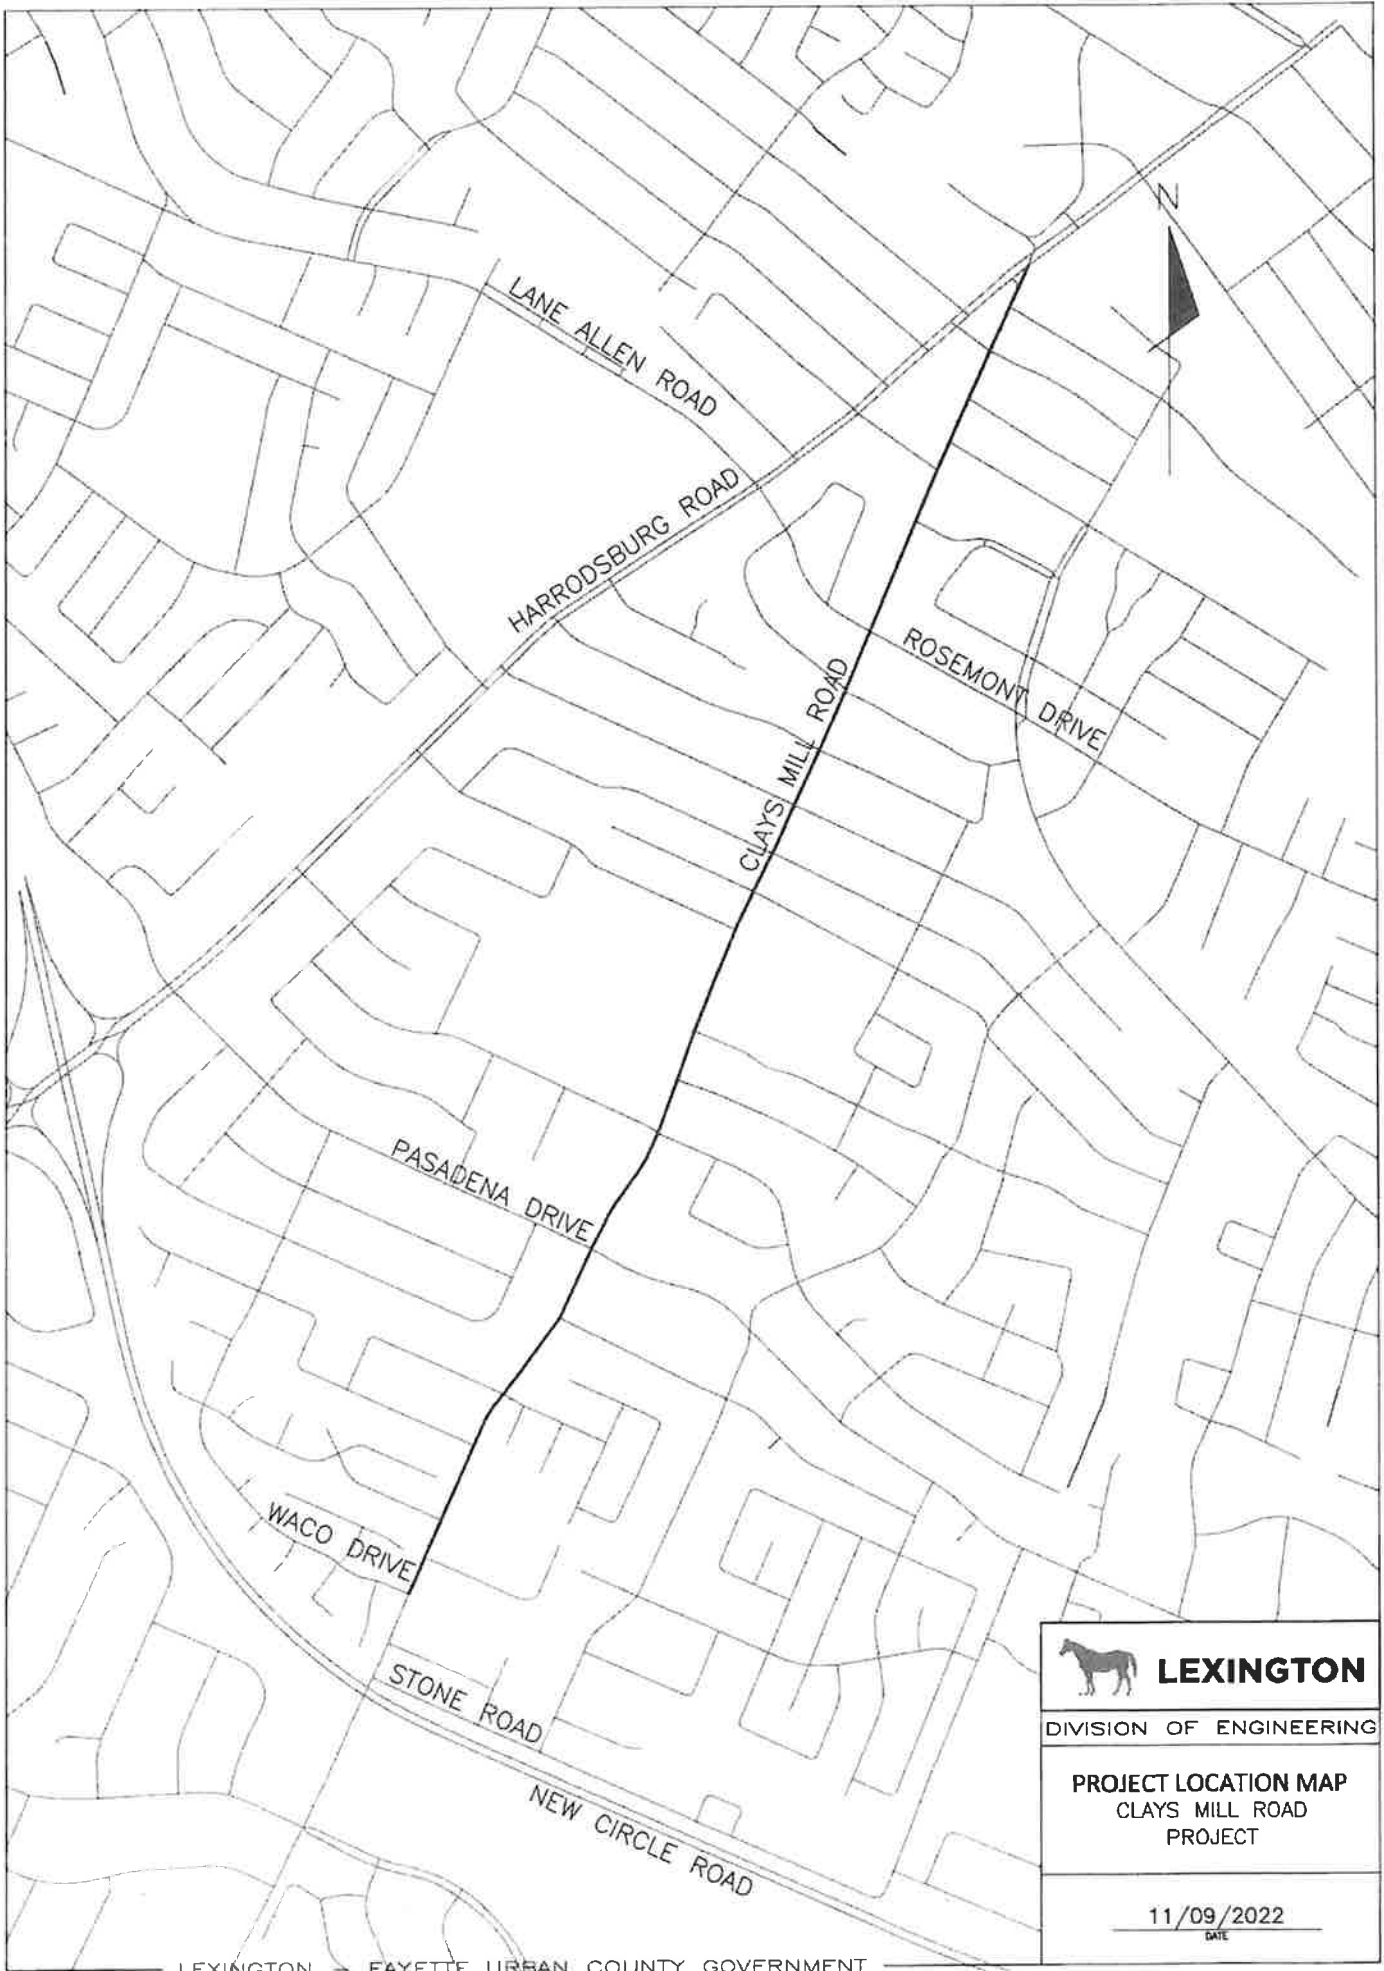 N
LANE ALLEN ROAD
HARRODSBURG ROAD
ROSEMONT DRIVE
CLAYS MILL ROAD
PASADENA DRIVE
WACO DRIVE
STONE ROAD
NEW CIRCLE ROAD
LEXINGTON
DIVISION OF ENGINEERING
PROJECT LOCATION MAP
CLAYS MILL ROAD
PROJECT
11/09/2022
DATE
LEXINGTON - FAYETTE URBAN COUNTY GOVERNMENT